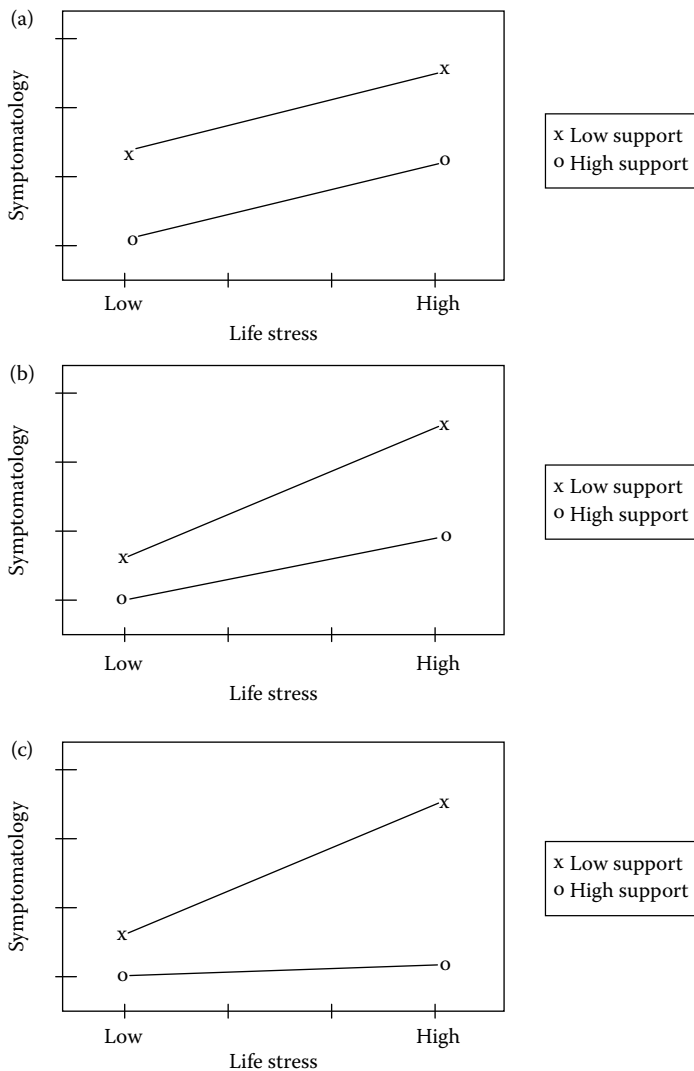 (a)
Symptomatology
x Low support
o High support
Low High
Life stress
(b)
Symptomatology
x Low support
o High support
Low High
Life stress
(c)
Symptomatology
x Low support
o High support
Low High
Life stress